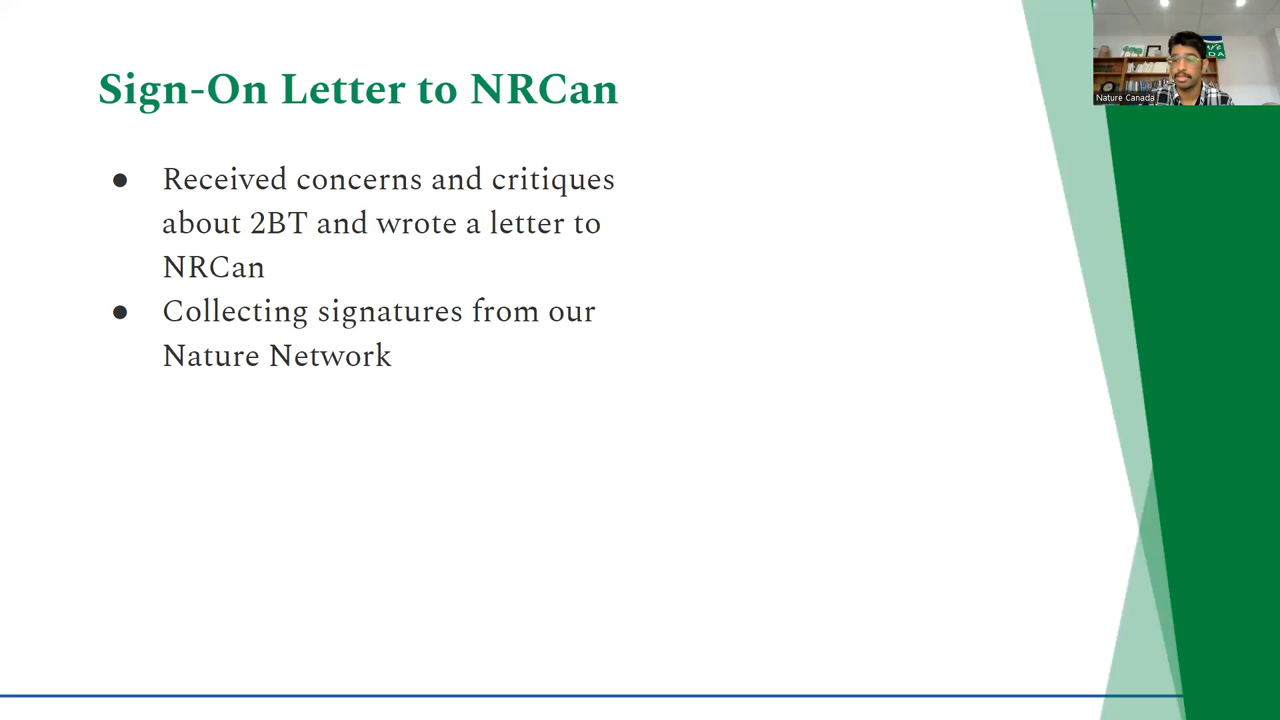 Sign-On Letter to NRCan
● Received concerns and critiques
about 2BT and wrote a letter to
NRCan
● Collecting signatures from our
Nature Network
Nature Canada